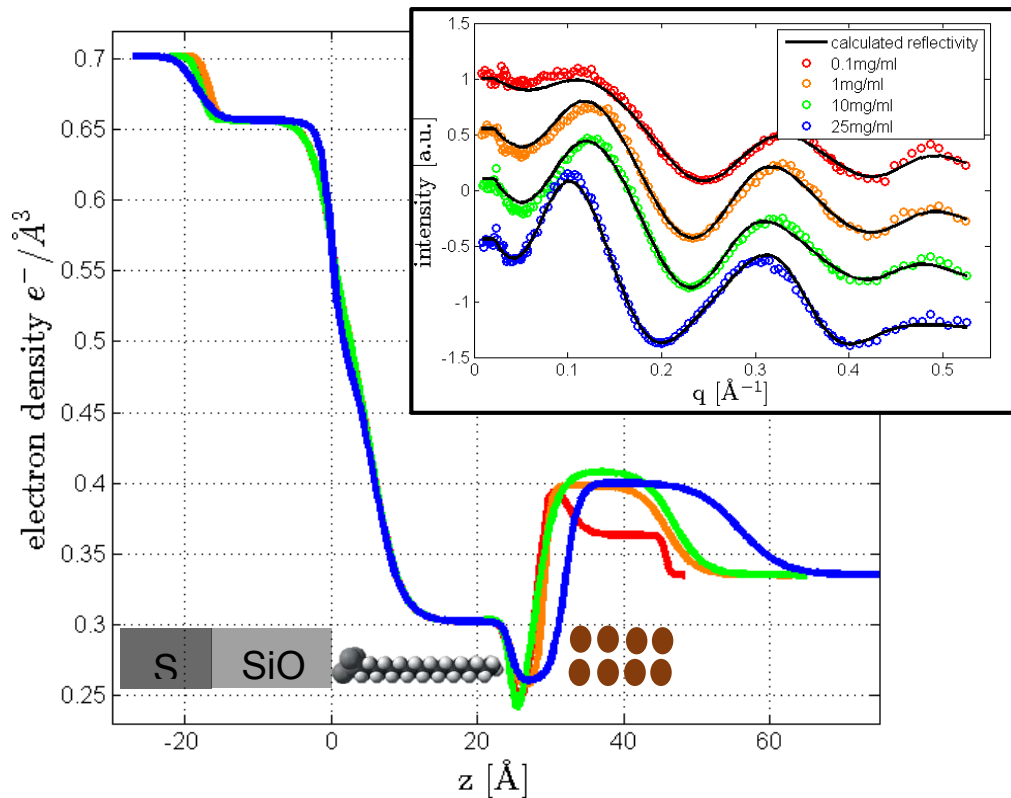 1.5
1
0.5
0
-0.5
-1
-1.5
intensity [a.u.]
0
0.1
0.2
0.3
0.4
0.5
q [Å⁻¹]
calculated reflectivity
0.1mg/ml
1mg/ml
10mg/ml
25mg/ml
0.7
0.65
0.6
0.55
0.5
0.45
0.4
0.35
0.3
0.25
electron density e⁻/Å³
S
SiO
-20
0
20
40
60
z [Å]